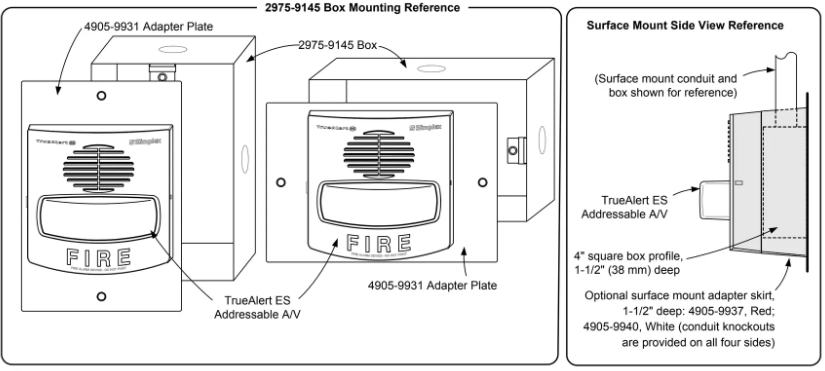 2975-9145 Box Mounting Reference
4905-9931 Adapter Plate
2975-9145 Box
TrueAlert ES
Simplex
FIRE
TrueAlert ES
Simplex
FIRE
4905-9931 Adapter Plate
TrueAlert ES
Addressable A/V
Surface Mount Side View Reference
(Surface mount conduit and
box shown for reference)
TrueAlert ES
Addressable A/V
4" square box profile,
1-1/2" (38 mm) deep
Optional surface mount adapter skirt,
1-1/2" deep: 4905-9937, Red;
4905-9940, White (conduit knockouts
are provided on all four sides)